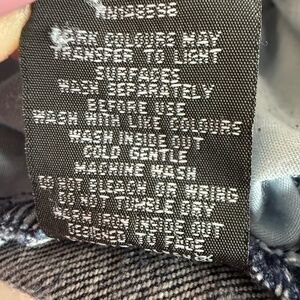 DARK COLOURS MAY
TRANSFER TO LIGHT
SURFACES
WASH SEPARATELY
BEFORE USE
WASH WITH LIKE COLOURS
WASH INSIDE OUT
COLD GENTLE
MACHINE WASH
DO NOT BLEACH OR WRING
DO NOT TUMBLE DRY
WARM IRON INSIDE OUT
DESIGNED TO FADE